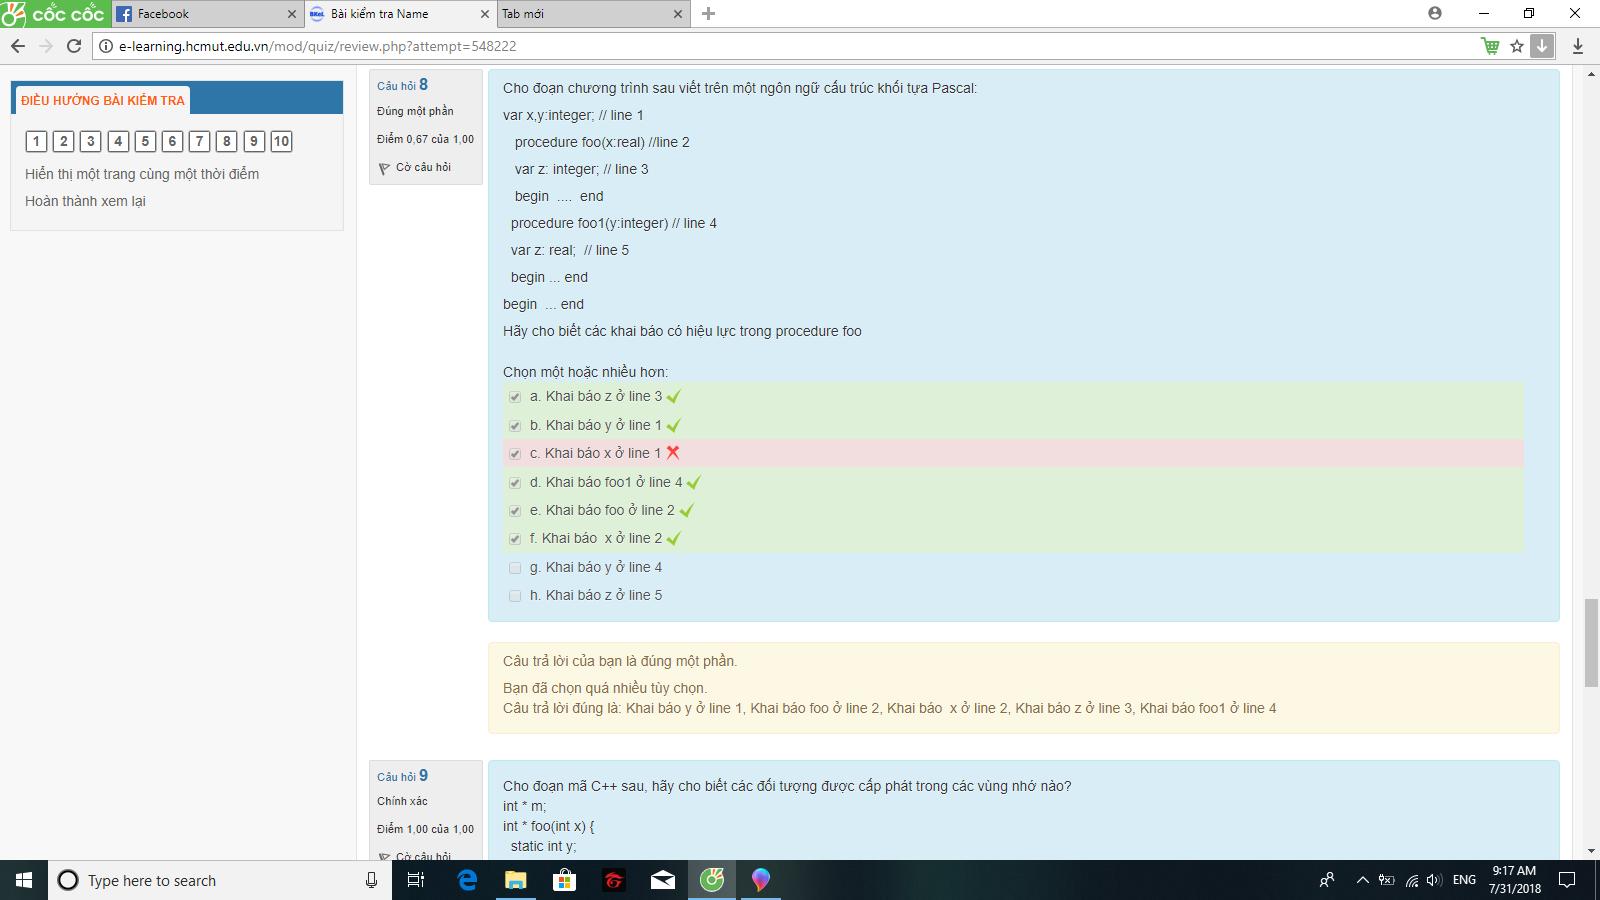 cốc cốc
Facebook
Bài kiểm tra Name
Tab mới
e-learning.hcmut.edu.vn/mod/quiz/review.php?attempt=548222
ĐIỀU HƯỚNG BÀI KIỂM TRA
1 2 3 4 5 6 7 8 9 10
Hiển thị một trang cùng một thời điểm
Hoàn thành xem lại
Câu hỏi 8
Đúng một phần
Điểm 0,67 của 1,00
Cờ câu hỏi
Cho đoạn chương trình sau viết trên một ngôn ngữ cấu trúc khối tựa Pascal:
var x,y:integer; // line 1
procedure foo(x:real) //line 2
var z: integer; // line 3
begin .... end
procedure foo1(y:integer) // line 4
var z: real; // line 5
begin ... end
begin ... end
Hãy cho biết các khai báo có hiệu lực trong procedure foo
Chọn một hoặc nhiều hơn:
a. Khai báo z ở line 3
b. Khai báo y ở line 1
c. Khai báo x ở line 1
d. Khai báo foo1 ở line 4
e. Khai báo foo ở line 2
f. Khai báo x ở line 2
g. Khai báo y ở line 4
h. Khai báo z ở line 5
Câu trả lời của bạn là đúng một phần.
Bạn đã chọn quá nhiều tùy chọn.
Câu trả lời đúng là: Khai báo y ở line 1, Khai báo foo ở line 2, Khai báo x ở line 2, Khai báo z ở line 3, Khai báo foo1 ở line 4
Câu hỏi 9
Chính xác
Điểm 1,00 của 1,00
Cờ câu hỏi
Cho đoạn mã C++ sau, hãy cho biết các đối tượng được cấp phát trong các vùng nhớ nào?
int * m;
int * foo(int x) {
static int y;
Type here to search
ENG
9:17 AM
7/31/2018